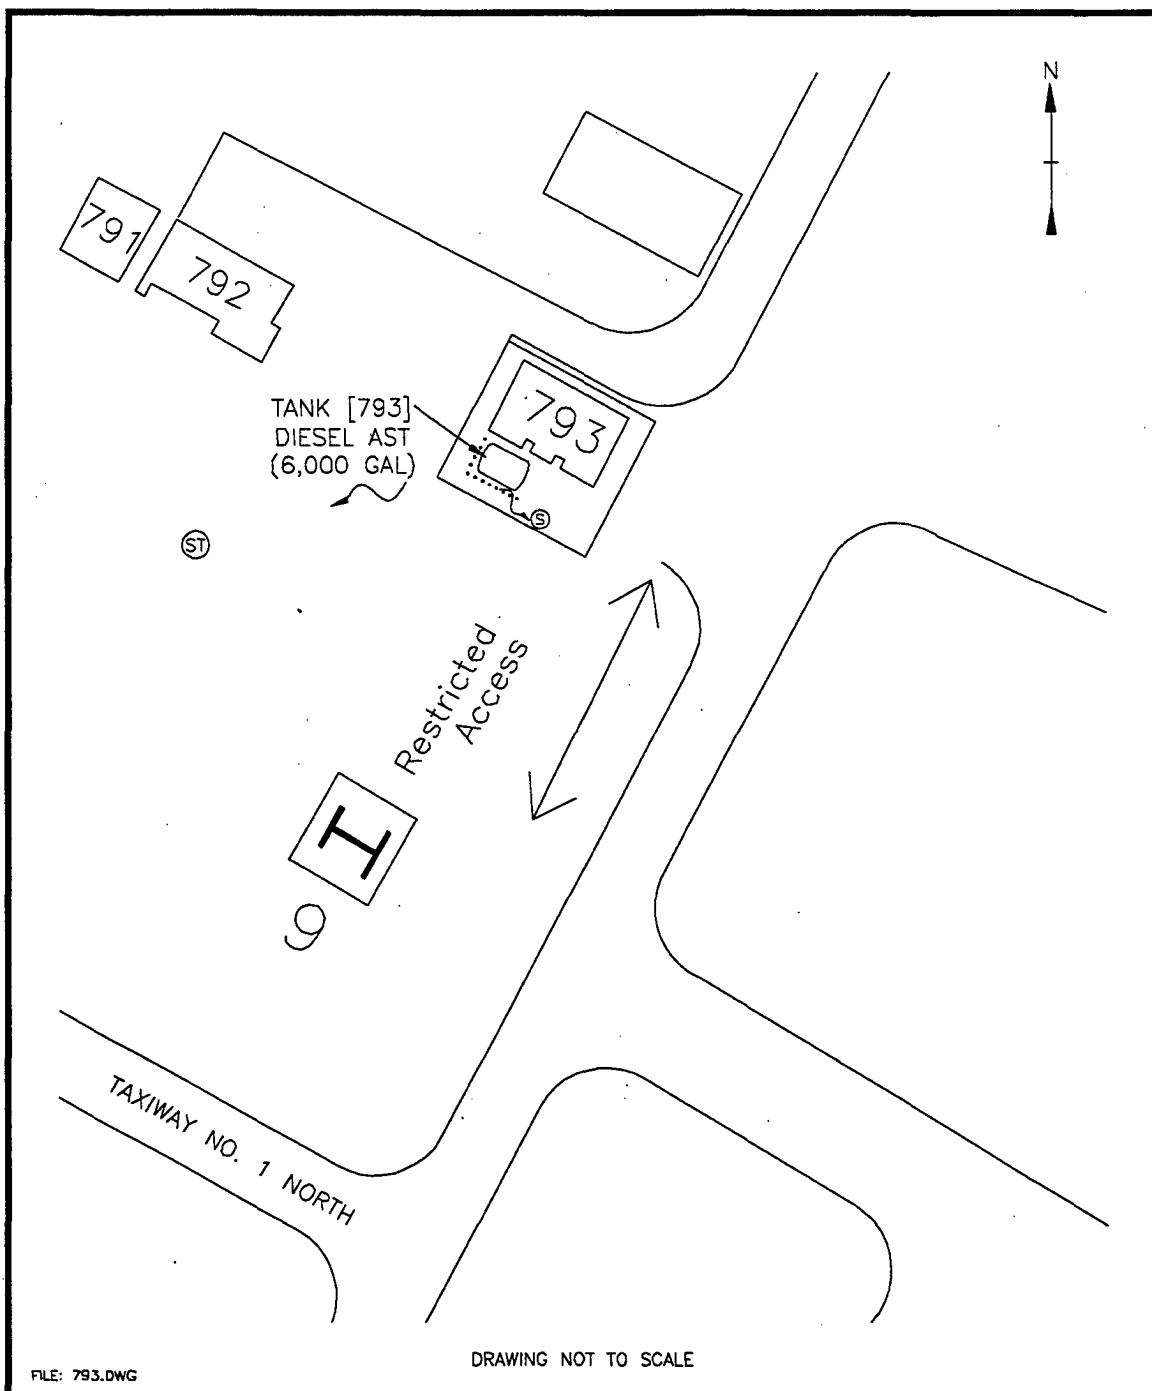 N
791
792
793
TANK [793]
DIESEL AST
(6,000 GAL)
S
ST
Restricted
Access
H
9
TAXIWAY NO. 1 NORTH
DRAWING NOT TO SCALE
FILE: 793.DWG